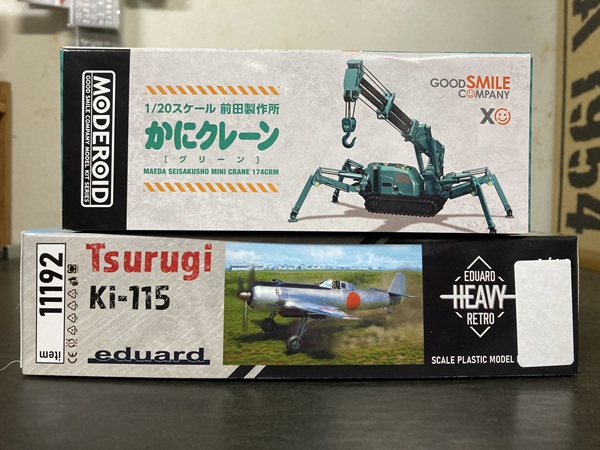 MODEROID
GOOD SMILE COMPANY MODEL KIT SERIES
1/20スケール 前田製作所
かにクレーン
[グリーン]
MAEDA SEISAKUSHO MINI CRANE 174CRM
GOOD SMILE
COMPANY
item 11192
CE
Tsurugi
Ki-115
eduard
EDUARD
HEAVY
RETRO
SCALE PLASTIC MODEL
1954